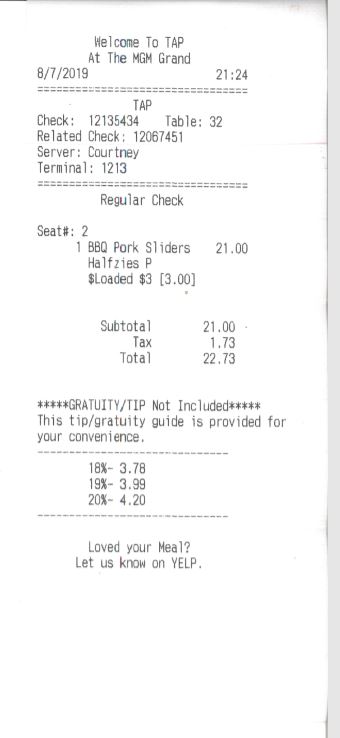 Welcome To TAP
At The MGM Grand
8/7/2019 21:24
=================================
TAP
Check: 12135434 Table: 32
Related Check: 12067451
Server: Courtney
Terminal: 1213
=================================
Regular Check
Seat#: 2
1 BBQ Pork Sliders 21.00
Halfzies P
$Loaded $3 [3.00]
Subtotal 21.00
Tax 1.73
Total 22.73
*****GRATUITY/TIP Not Included*****
This tip/gratuity guide is provided for
your convenience.
------------------------------
18%- 3.78
19%- 3.99
20%- 4.20
------------------------------
Loved your Meal?
Let us know on YELP.